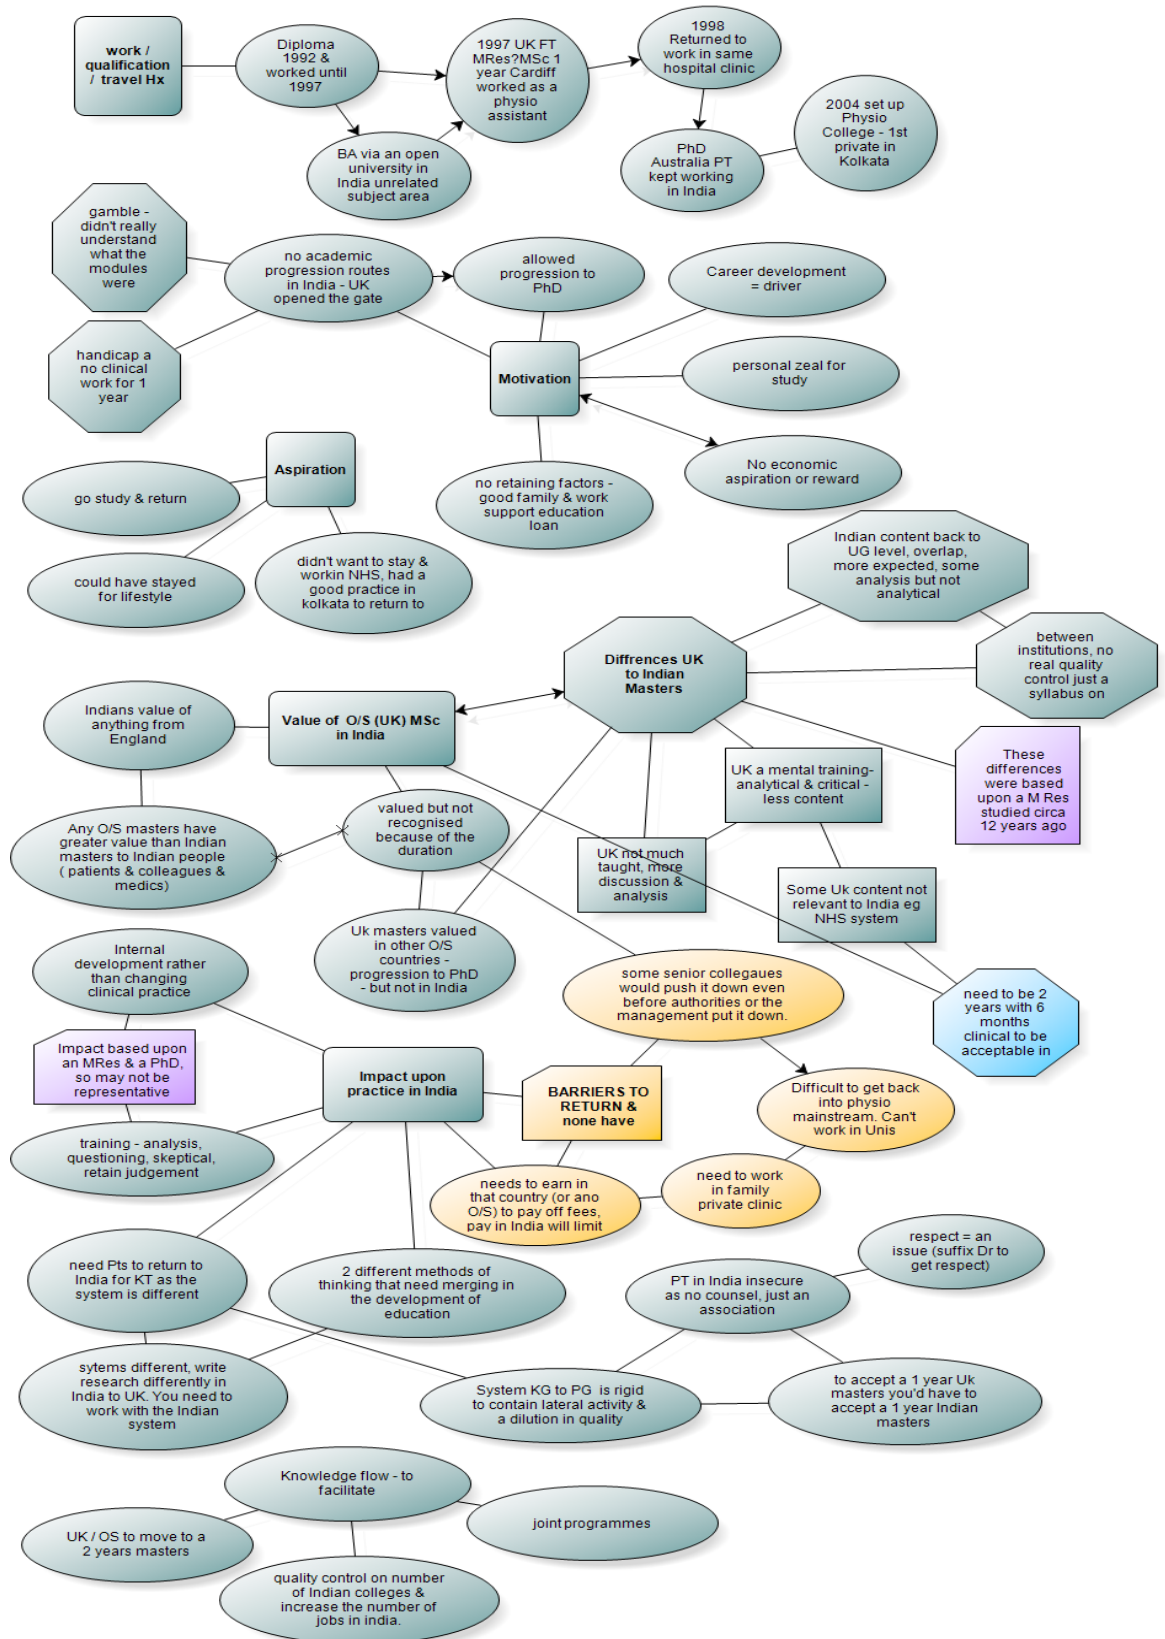 work /
qualification
/ travel Hx
Diploma
1992 &
worked until
1997
1997 UK FT
MRes?MSc 1
year Cardiff
worked as a
physio
assistant
1998
Returned to
work in same
hospital clinic
BA via an open
university in
India unrelated
subject area
PhD
Australia PT
kept working
in India
2004 set up
Physio
College - 1st
private in
Kolkata
gamble -
didn't really
understand
what the
modules
were
no academic
progression routes
in India - UK
opened the gate
allowed
progression to
PhD
Career development
= driver
handicap a
no clinical
work for 1
year
Motivation
personal zeal for
study
No economic
aspiration or reward
no retaining factors -
good family & work
support education
loan
Aspiration
go study & return
could have stayed
for lifestyle
didn't want to stay &
workin NHS, had a
good practice in
kolkata to return to
Indian content back to
UG level, overlap,
more expected, some
analysis but not
analytical
between
institutions, no
real quality
control just a
syllabus on
Diffrences UK
to Indian
Masters
Indians value of
anything from
England
Value of O/S (UK) MSc
in India
UK a mental training-
analytical & critical -
less content
These
differences
were based
upon a M Res
studied circa
12 years ago
Any O/S masters have
greater value than Indian
masters to Indian people
( patients & colleagues &
medics)
valued but not
recognised
because of the
duration
UK not much
taught, more
discussion &
analysis
Some Uk content not
relevant to India eg
NHS system
Uk masters valued
in other O/S
countries -
progression to PhD
- but not in India
Internal
development rather
than changing
clinical practice
some senior collegaues
would push it down even
before authorities or the
management put it down.
need to be 2
years with 6
months
clinical to be
acceptable in
Impact based upon
an MRes & a PhD,
so may not be
representative
Impact upon
practice in India
BARRIERS TO
RETURN &
none have
Difficult to get back
into physio
mainstream. Can't
work in Unis
training - analysis,
questioning, skeptical,
retain judgement
needs to earn in
that country (or ano
O/S) to pay off fees,
pay in India will limit
need to work
in family
private clinic
need Pts to return to
India for KT as the
system is different
2 different methods of
thinking that need merging in
the development of
education
PT in India insecure
as no counsel, just an
association
respect = an
issue (suffix Dr to
get respect)
sytems different, write
research differently in
India to UK. You need to
work with the Indian
system
System KG to PG is rigid
to contain lateral activity &
a dilution in quality
to accept a 1 year Uk
masters you'd have to
accept a 1 year Indian
masters
Knowledge flow - to
facilitate
UK / OS to move to a
2 years masters
joint programmes
quality control on number
of Indian colleges &
increase the number of
jobs in india.